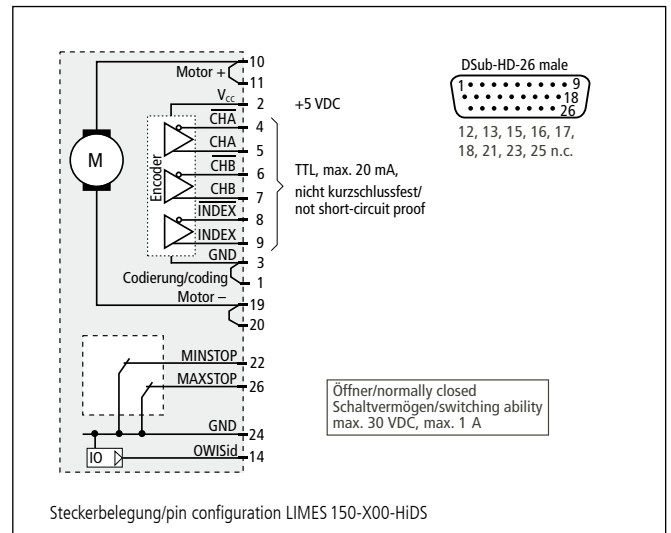 10
Motor +
11
DSub-HD-26 male
1 9
18
26
12, 13, 15, 16, 17,
18, 21, 23, 25 n.c.
V_CC 2 +5 VDC
C̅H̅A̅ 4
CHA 5
C̅H̅B̅ 6
CHB 7
I̅N̅D̅E̅X̅ 8
INDEX 9
GND 3
Encoder
M
TTL, max. 20 mA,
nicht kurzschlussfest/
not short-circuit proof
Codierung/coding 1
Motor – 19
20
MINSTOP 22
MAXSTOP 26
Öffner/normally closed
Schaltvermögen/switching ability
max. 30 VDC, max. 1 A
GND 24
IO OWISid 14
Steckerbelegung/pin configuration LIMES 150-X00-HiDS